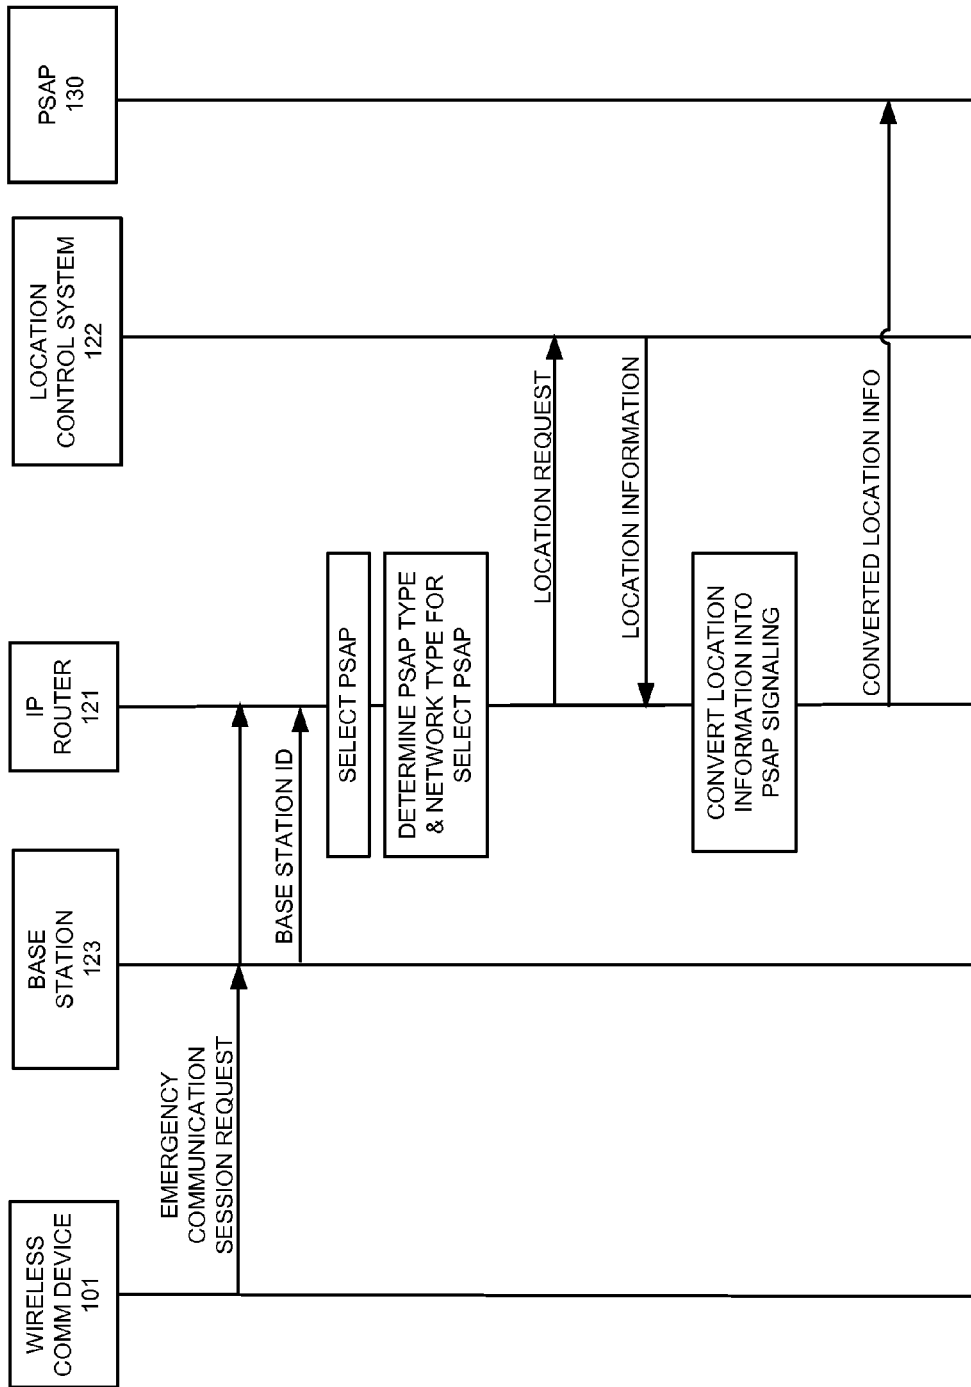 WIRELESS
COMM DEVICE
101
BASE
STATION
123
IP
ROUTER
121
LOCATION
CONTROL SYSTEM
122
PSAP
130
EMERGENCY
COMMUNICATION
SESSION REQUEST
BASE STATION ID
SELECT PSAP
DETERMINE PSAP TYPE
& NETWORK TYPE FOR
SELECT PSAP
LOCATION REQUEST
LOCATION INFORMATION
CONVERT LOCATION
INFORMATION INTO
PSAP SIGNALING
CONVERTED LOCATION INFO